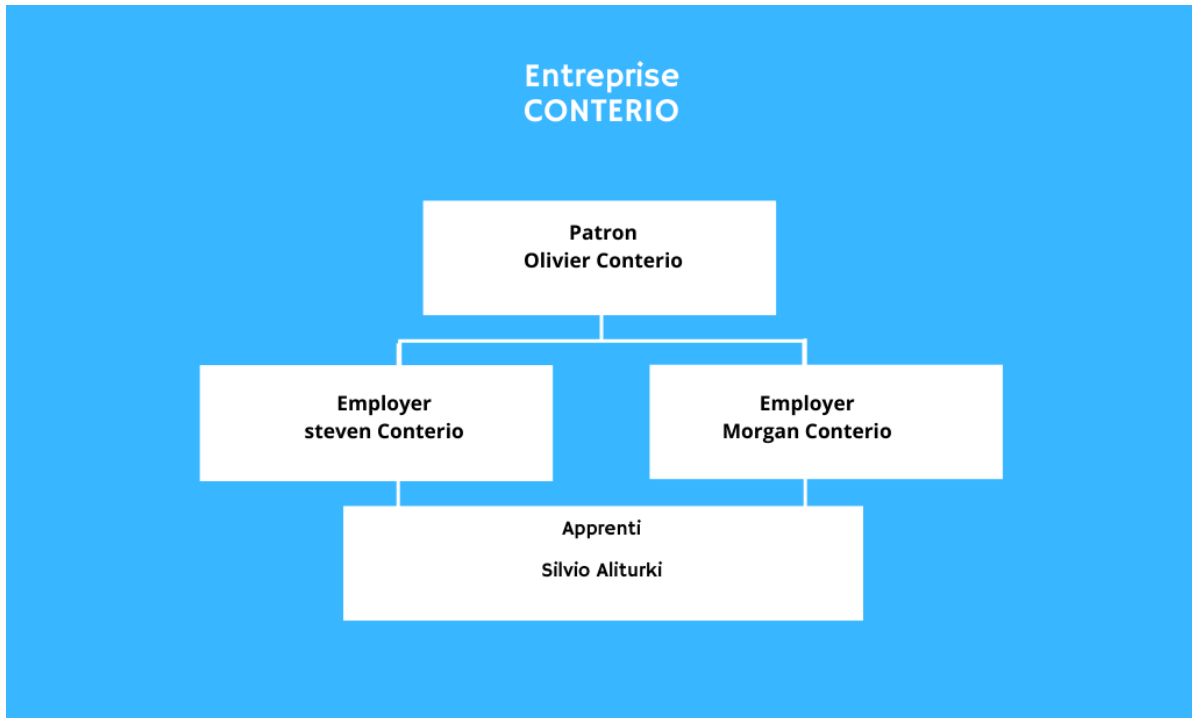 Entreprise
CONTERIO
Patron
Olivier Conterio
Employer
steven Conterio
Employer
Morgan Conterio
Apprenti
Silvio Aliturki